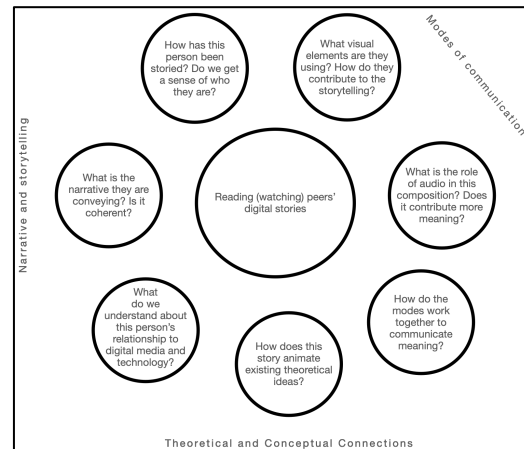 How has this
person been
storied? Do we get
a sense of who
they are?
What visual
elements are they
using? How do they
contribute to the
storytelling?
Modes of communication
Narrative and storytelling
What is the
narrative they are
conveying? Is it
coherent?
Reading (watching) peers’
digital stories
What is the role
of audio in this
composition? Does
it contribute more
meaning?
What
do we
understand about
this person’s
relationship to
digital media and
technology?
How does this
story animate
existing theoretical
ideas?
How do the
modes work
together to
communicate
meaning?
Theoretical and Conceptual Connections